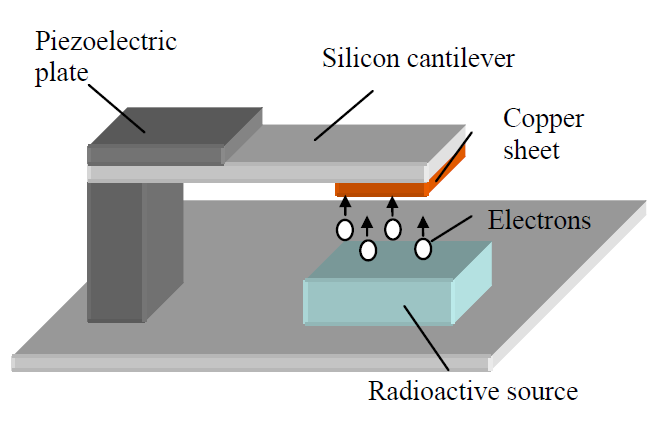 Piezoelectric
plate
Silicon cantilever
Copper
sheet
Electrons
Radioactive source